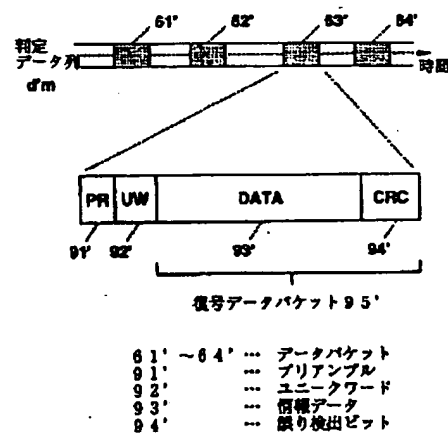 61' 62' 63' 64'
判定
データ列
d'm
時間
PR UW DATA CRC
91' 92' 93' 94'
復号データパケット95'
61'~64' … データパケット
91' … プリアンブル
92' … ユニークワード
93' … 情報データ
94' … 誤り検出ビット